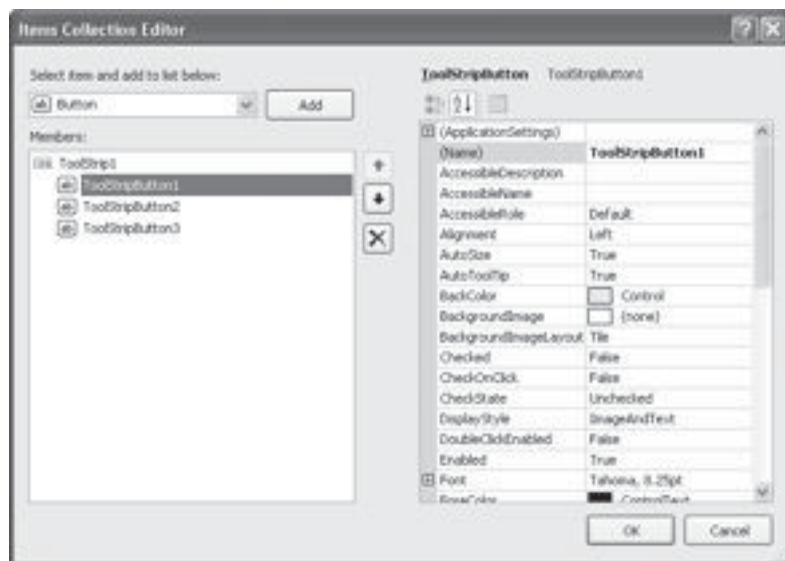 Items Collection Editor
Select item and add to list below:
Button
Add
Members:
ToolStrip1
ToolStripButton1
ToolStripButton2
ToolStripButton3
ToolStripButton ToolStripButton1
(ApplicationSettings)
(Name) ToolStripButton1
AccessibleDescription
AccessibleName
AccessibleRole Default
Alignment Left
AutoSize True
AutoToolTip True
BackColor Control
BackgroundImage (none)
BackgroundImageLayout Tile
Checked False
CheckOnClick False
CheckState Unchecked
DisplayStyle ImageAndText
DoubleClickEnabled False
Enabled True
Font Tahoma, 8.25pt
ForeColor ControlText
OK Cancel